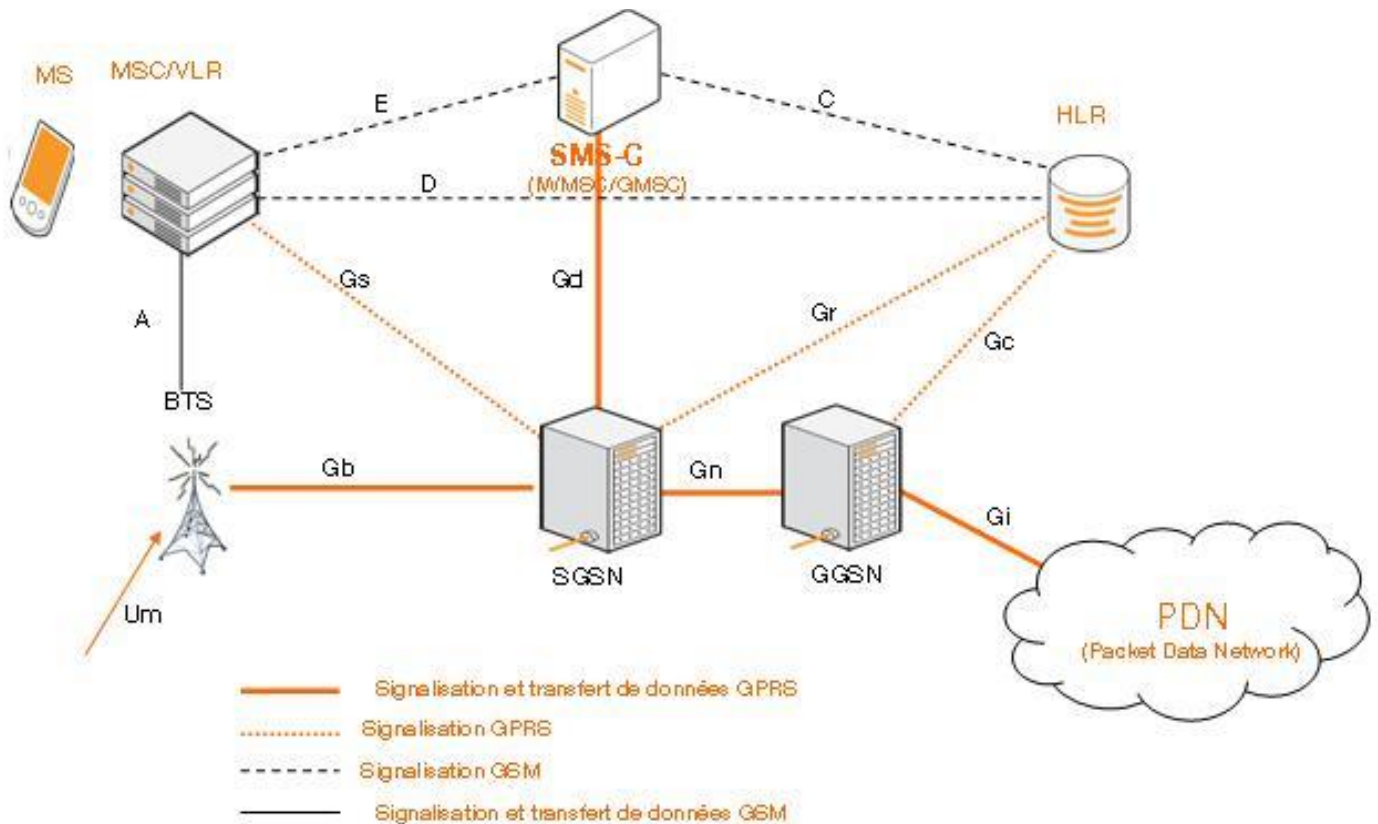 MS
MSC/VLR
E
C
HLR
SMS-C
(IWMSC/GMSC)
D
Gs
Gd
Gr
Gc
A
BTS
Gb
Gn
Gi
SGSN
GGSN
Um
PDN
(Packet Data Network)
Signalisation et transfert de données GPRS
Signalisation GPRS
Signalisation GSM
Signalisation et transfert de données GSM